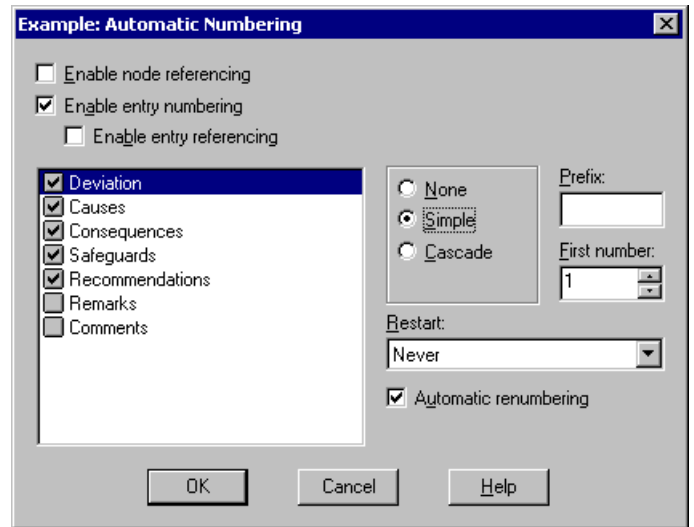 Example: Automatic Numbering
Enable node referencing
Enable entry numbering
Enable entry referencing
Deviation
Causes
Consequences
Safeguards
Recommendations
Remarks
Comments
None
Simple
Cascade
Prefix:
First number:
1
Restart:
Never
Automatic renumbering
OK
Cancel
Help